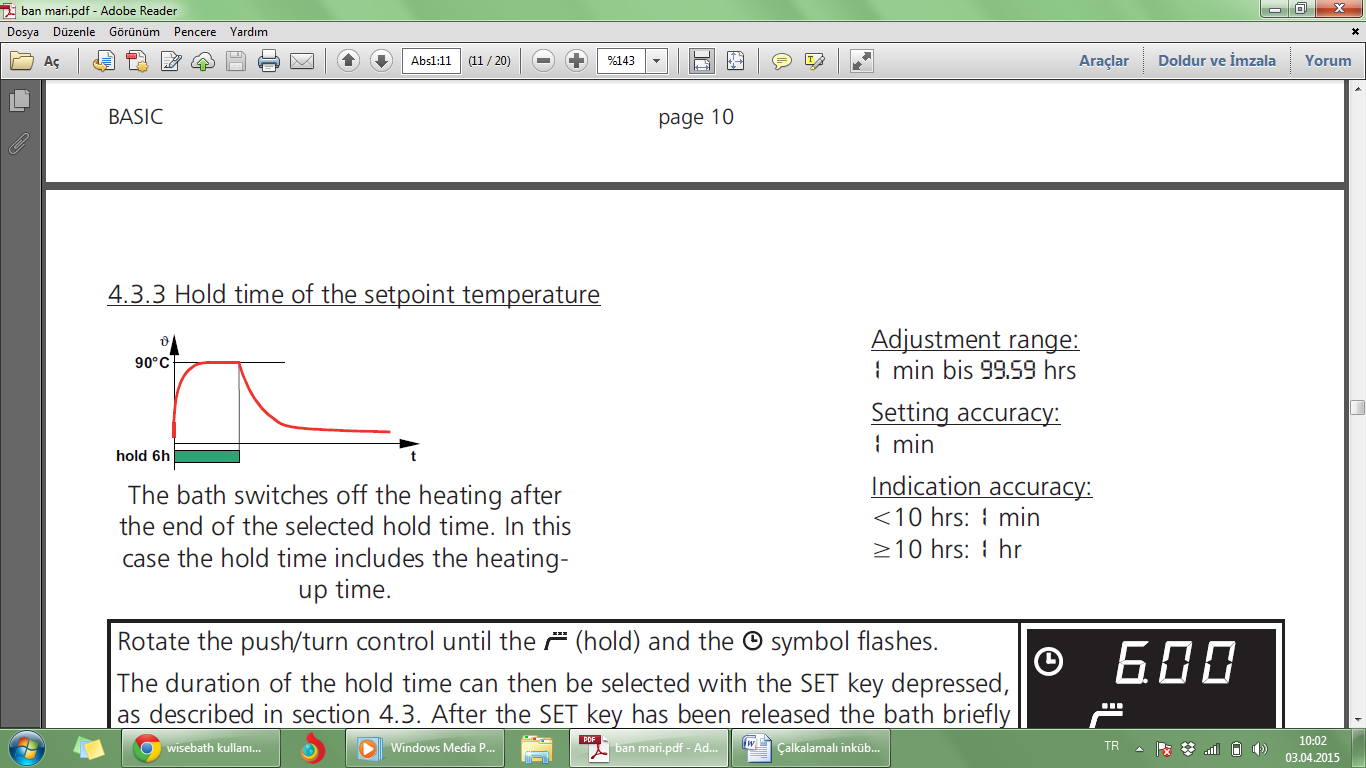 ban mari.pdf - Adobe Reader
Dosya Düzenle Görünüm Pencere Yardım
Aç Abs1:11 (11 / 20) %143 Araçlar Doldur ve İmzala Yorum
BASIC page 10
4.3.3 Hold time of the setpoint temperature
ϑ
90°C
hold 6h
t
The bath switches off the heating after
the end of the selected hold time. In this
case the hold time includes the heating-
up time.
Adjustment range:
1 min bis 99.59 hrs
Setting accuracy:
1 min
Indication accuracy:
<10 hrs: 1 min
≥10 hrs: 1 hr
Rotate the push/turn control until the (hold) and the symbol flashes.
The duration of the hold time can then be selected with the SET key depressed,
as described in section 4.3. After the SET key has been released the bath briefly
6.00
wisebath kullanı...
Windows Media P...
PDF
ban mari.pdf - Ad...
Çalkalamalı inküb...
TR
10:02
03.04.2015